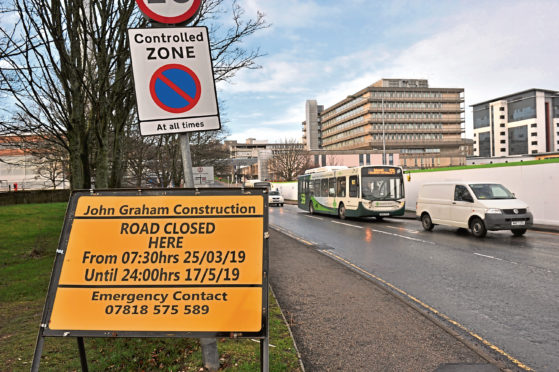 Controlled
ZONE
At all times
John Graham Construction
ROAD CLOSED
HERE
From 07:30hrs 25/03/19
Until 24:00hrs 17/5/19
Emergency Contact
07818 575 589